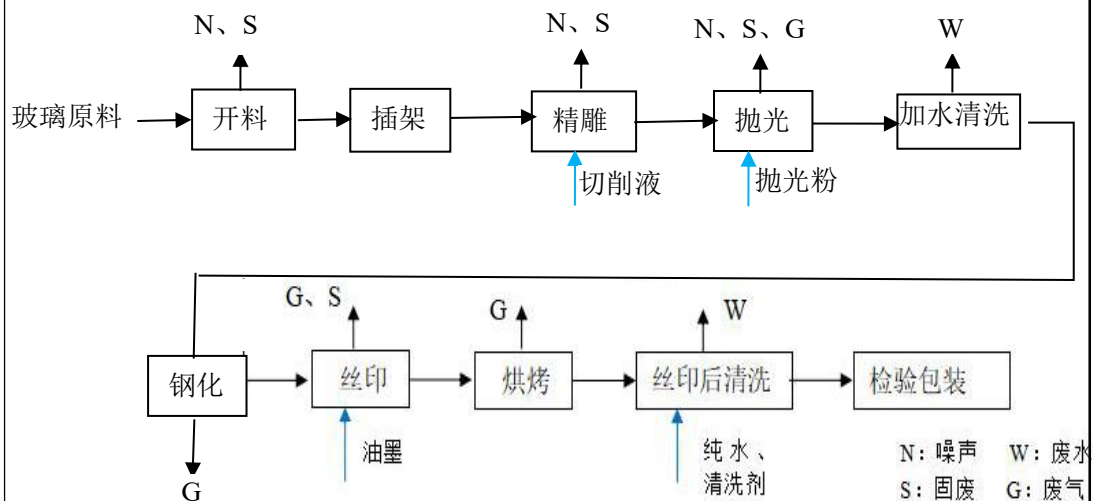 N、S
N、S
N、S、G
W
玻璃原料
开料
插架
精雕
抛光
加水清洗
切削液
抛光粉
G、S
G
W
钢化
丝印
烘烤
丝印后清洗
检验包装
油墨
纯水、
清洗剂
G
N：噪声 W：废水
S：固废 G：废气